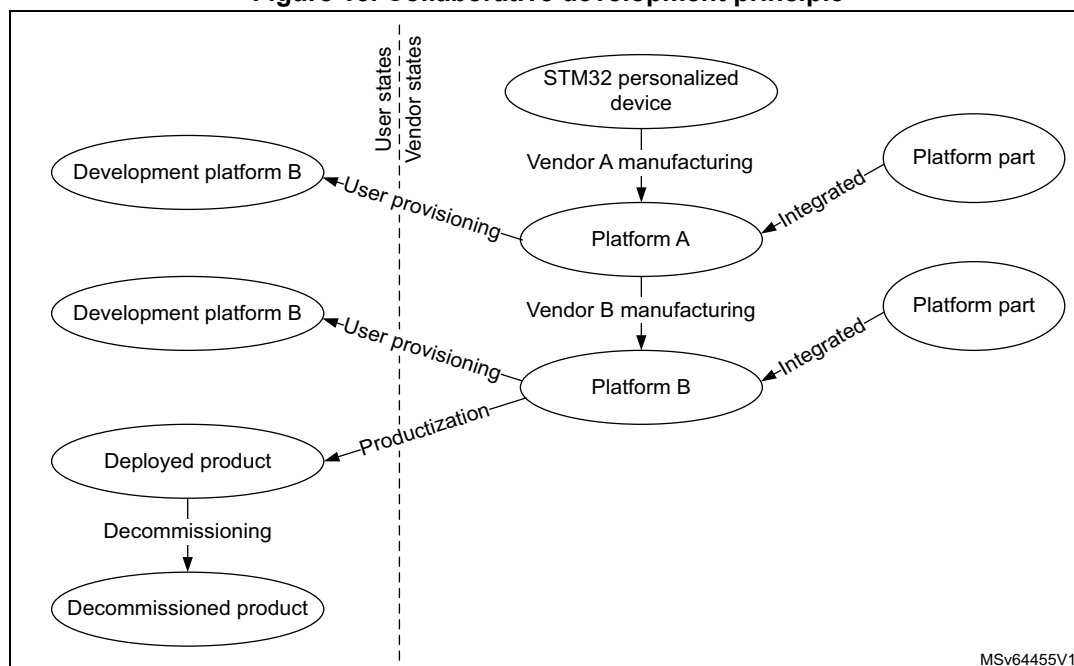 Figure Collaborative development principle
User states
Vendor states
STM32 personalized
device
Vendor A manufacturing
Platform part
Development platform B
User provisioning
Integrated
Platform A
Vendor B manufacturing
Platform part
Development platform B
User provisioning
Integrated
Platform B
Productization
Deployed product
Decommissioning
Decommissioned product
MSv64455V1